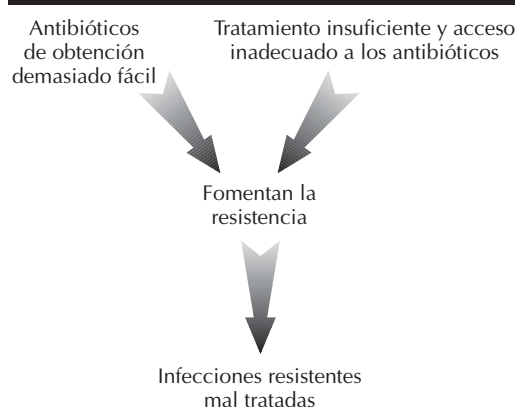 Antibióticos
de obtención
demasiado fácil
Tratamiento insuficiente y acceso
inadecuado a los antibióticos
Fomentan la
resistencia
Infecciones resistentes
mal tratadas